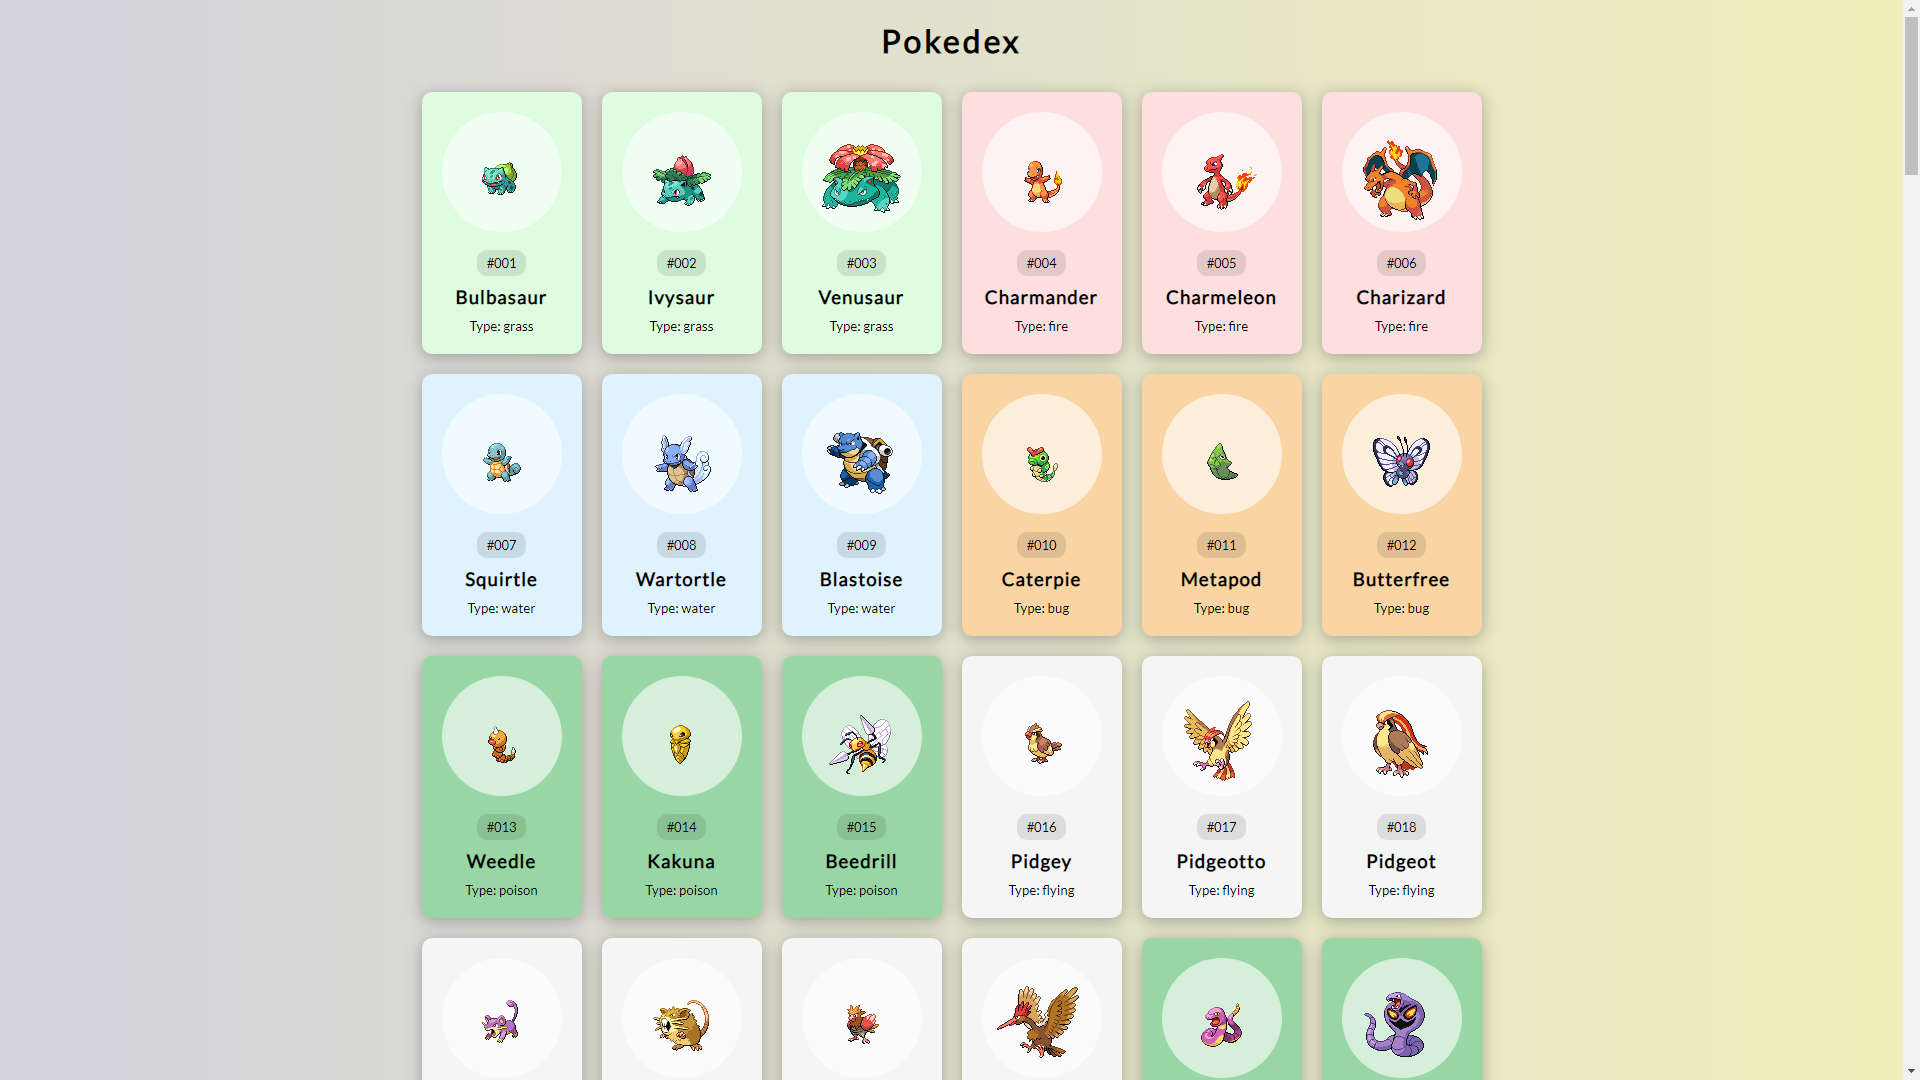 Pokedex
#001
Bulbasaur
Type: grass
#002
Ivysaur
Type: grass
#003
Venusaur
Type: grass
#004
Charmander
Type: fire
#005
Charmeleon
Type: fire
#006
Charizard
Type: fire
#007
Squirtle
Type: water
#008
Wartortle
Type: water
#009
Blastoise
Type: water
#010
Caterpie
Type: bug
#011
Metapod
Type: bug
#012
Butterfree
Type: bug
#013
Weedle
Type: poison
#014
Kakuna
Type: poison
#015
Beedrill
Type: poison
#016
Pidgey
Type: flying
#017
Pidgeotto
Type: flying
#018
Pidgeot
Type: flying